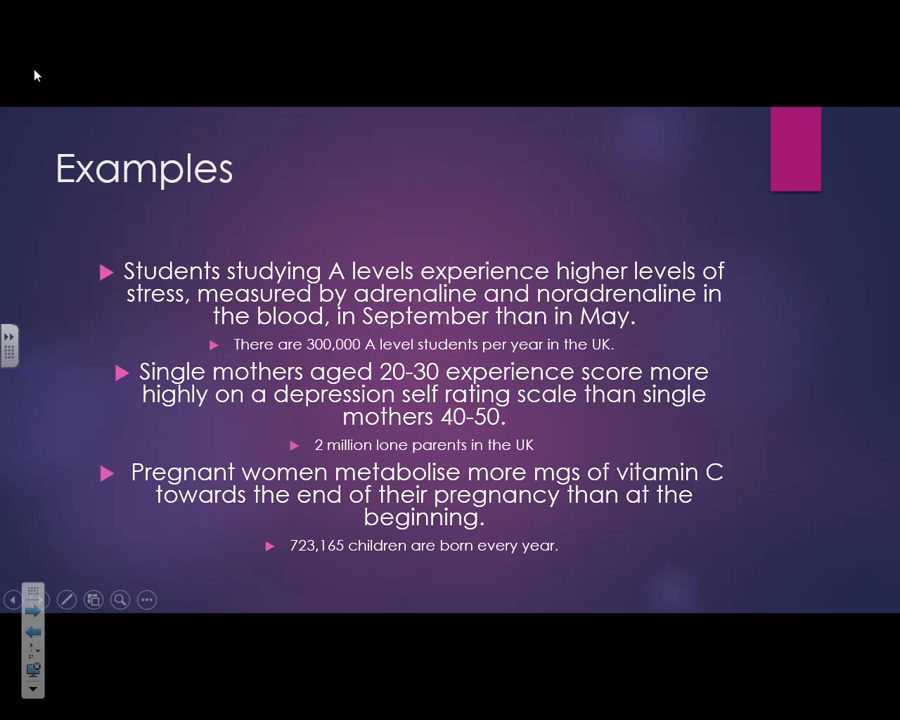 Examples
Students studying A levels experience higher levels of
stress, measured by adrenaline and noradrenaline in
the blood, in September than in May.
There are 300,000 A level students per year in the UK.
Single mothers aged 20-30 experience score more
highly on a depression self rating scale than single
mothers 40-50.
2 million lone parents in the UK
Pregnant women metabolise more mgs of vitamin C
towards the end of their pregnancy than at the
beginning.
723,165 children are born every year.